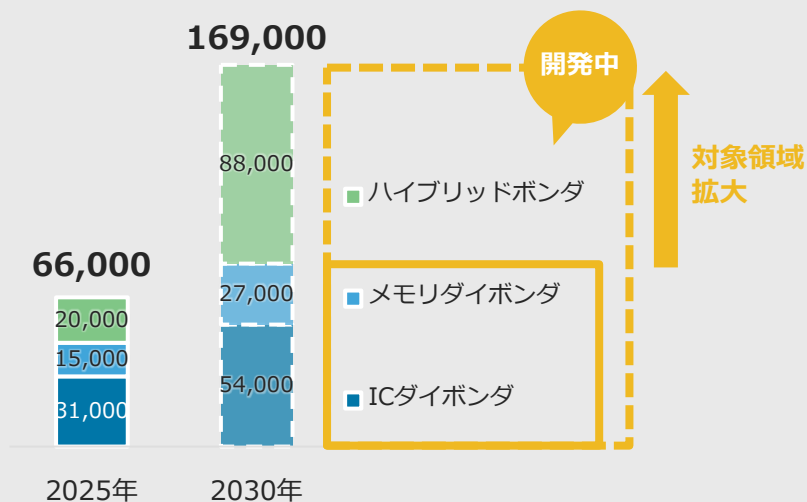 169,000
開発中
88,000
対象領域
拡大
ハイブリッドボンダ
66,000
20,000
27,000
メモリダイボンダ
15,000
31,000
54,000
ICダイボンダ
2025年
2030年